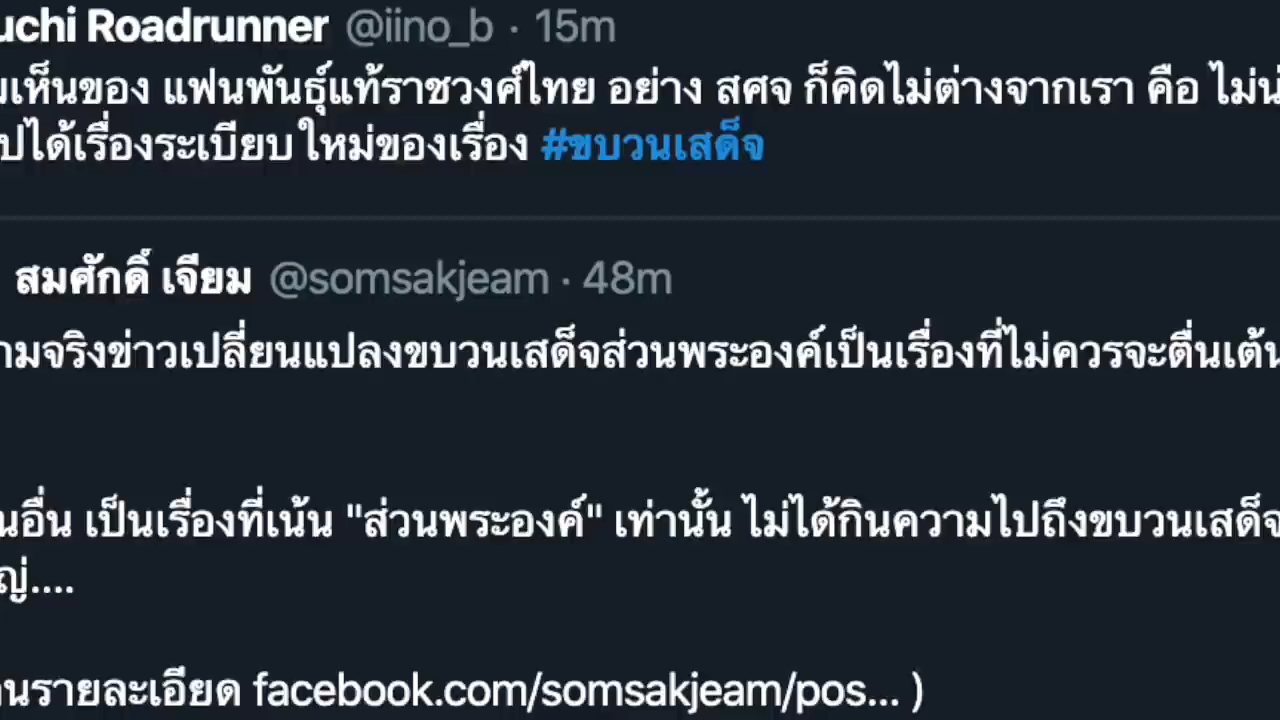 uchi Roadrunner @iino_b · 15m
มเห็นของ แฟนพันธุ์แท้ราชวงศ์ไทย อย่าง สศจ ก็คิดไม่ต่างจากเรา คือ ไม่น่
ปได้เรื่องระเบียบ ใหม่ของเรื่อง #ขบวนเสด็จ
สมศักดิ์ เจียม @somsakjeam · 48m
ามจริงข่าวเปลี่ยนแปลงขบวนเสด็จส่วนพระองค์เป็นเรื่องที่ไม่ควรจะตื่นเต้น
นอื่น เป็นเรื่องที่เน้น "ส่วนพระองค์" เท่านั้น ไม่ได้กินความไปถึงขบวนเสด็จ
ญ่....
นรายละเอียด facebook.com/somsakjeam/pos... )